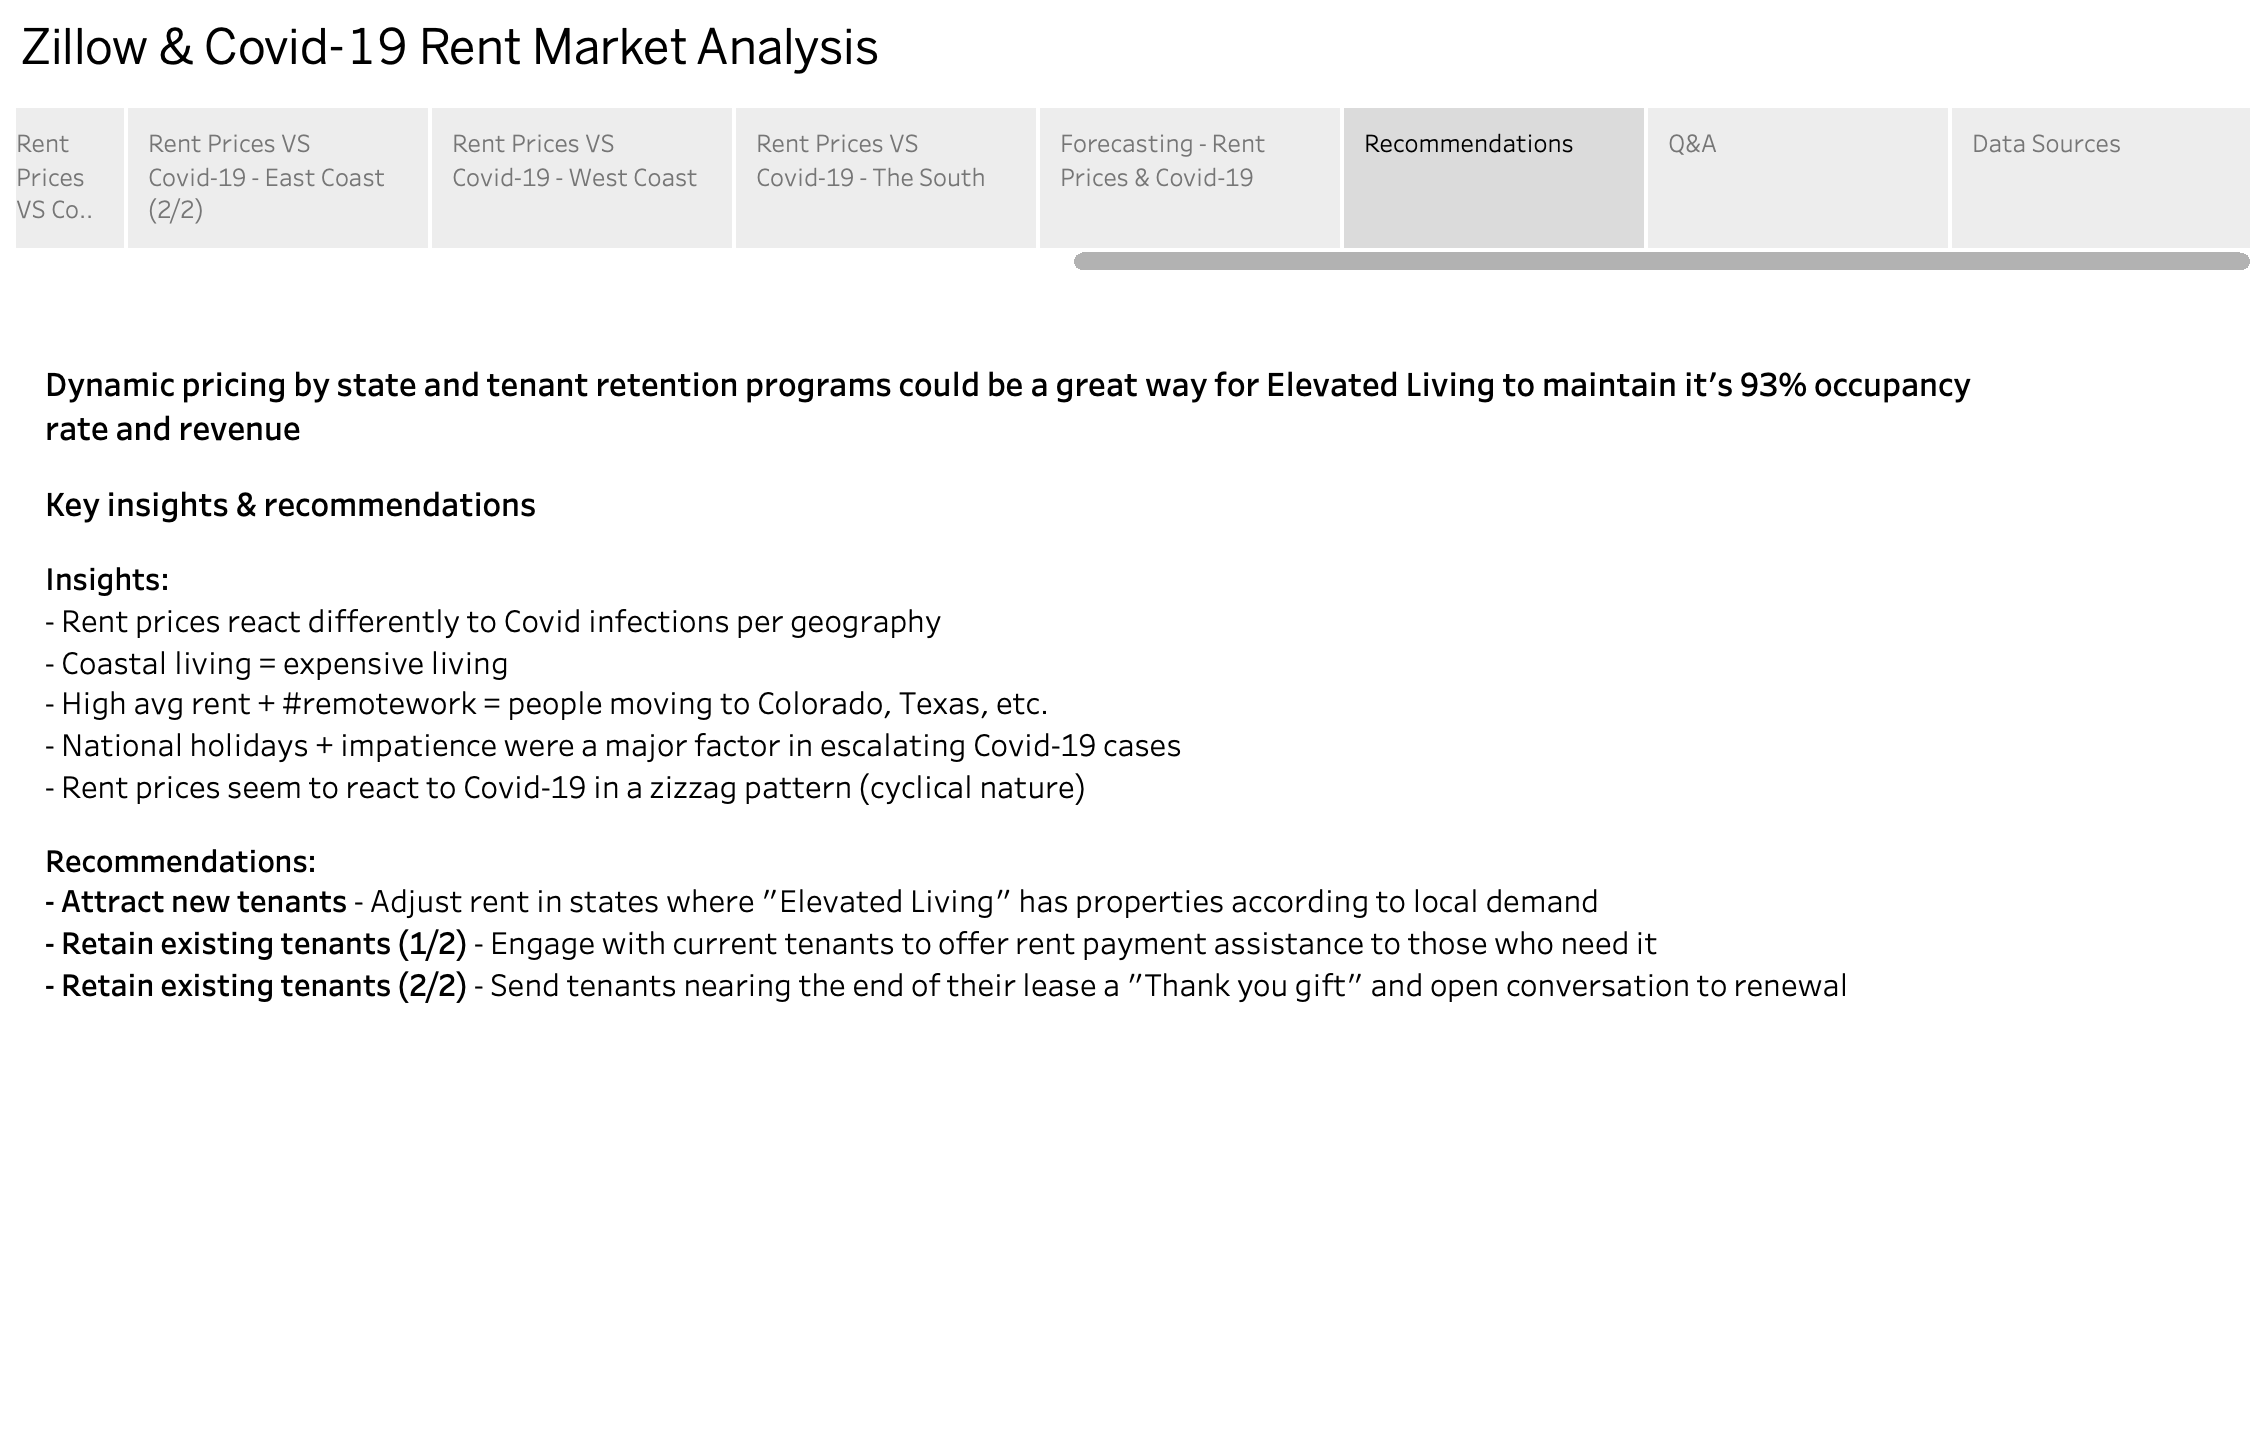 Zillow & Covid-19 Rent Market Analysis
Rent
Prices
VS Co..
Rent Prices VS
Covid-19 - East Coast
(2/2)
Rent Prices VS
Covid-19 - West Coast
Rent Prices VS
Covid-19 - The South
Forecasting - Rent
Prices & Covid-19
Recommendations
Q&A
Data Sources
Dynamic pricing by state and tenant retention programs could be a great way for Elevated Living to maintain it's 93% occupancy
rate and revenue
Key insights & recommendations
Insights:
- Rent prices react differently to Covid infections per geography
- Coastal living = expensive living
- High avg rent + #remotework = people moving to Colorado, Texas, etc.
- National holidays + impatience were a major factor in escalating Covid-19 cases
- Rent prices seem to react to Covid-19 in a zizzag pattern (cyclical nature)
Recommendations:
- Attract new tenants - Adjust rent in states where "Elevated Living" has properties according to local demand
- Retain existing tenants (1/2) - Engage with current tenants to offer rent payment assistance to those who need it
- Retain existing tenants (2/2) - Send tenants nearing the end of their lease a "Thank you gift" and open conversation to renewal